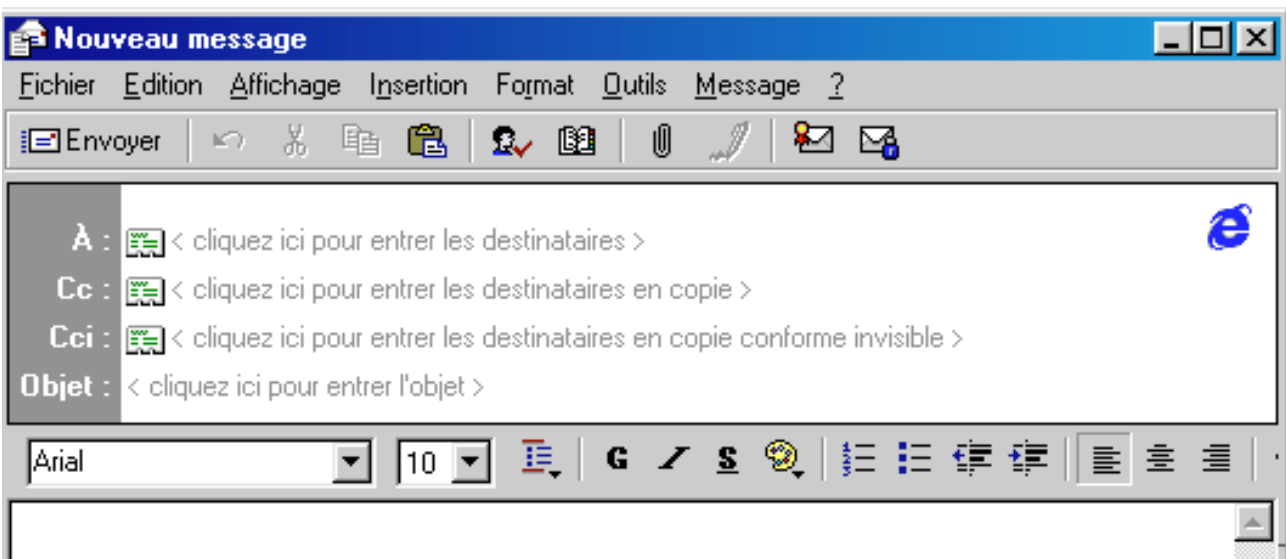 Nouveau message
Fichier Edition Affichage Insertion Format Outils Message ?
Envoyer
À : < cliquez ici pour entrer les destinataires >
Cc : < cliquez ici pour entrer les destinataires en copie >
Cci : < cliquez ici pour entrer les destinataires en copie conforme invisible >
Objet : < cliquez ici pour entrer l'objet >
Arial 10 G I S